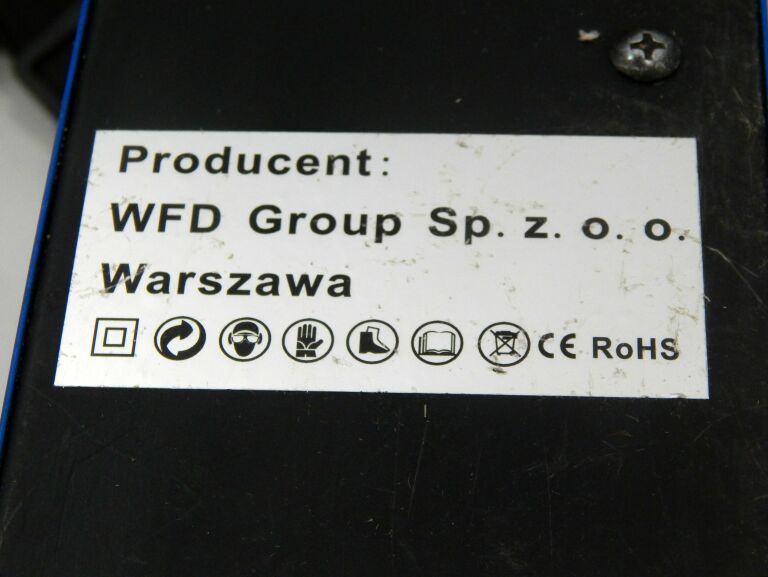 Producent:
WFD Group Sp. z. o. o.
Warszawa
CE RoHS